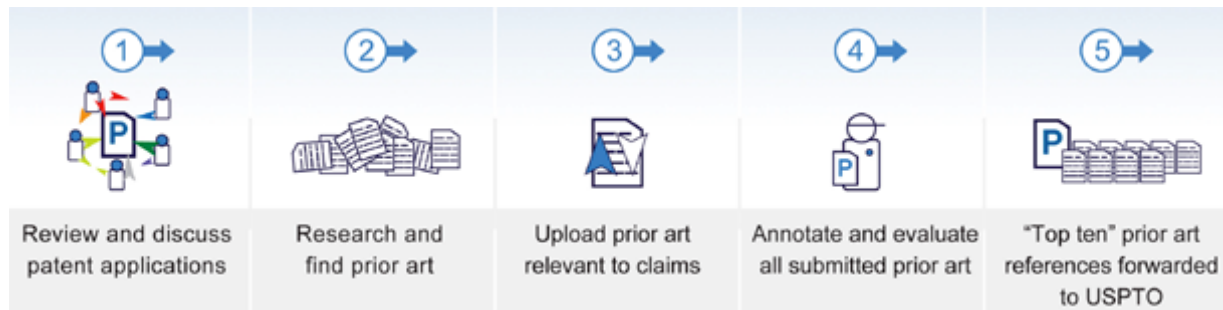 1
2
3
4
5
P
P
P
Review and discuss
patent applications
Research and
find prior art
Upload prior art
relevant to claims
Annotate and evaluate
all submitted prior art
“Top ten” prior art
references forwarded
to USPTO